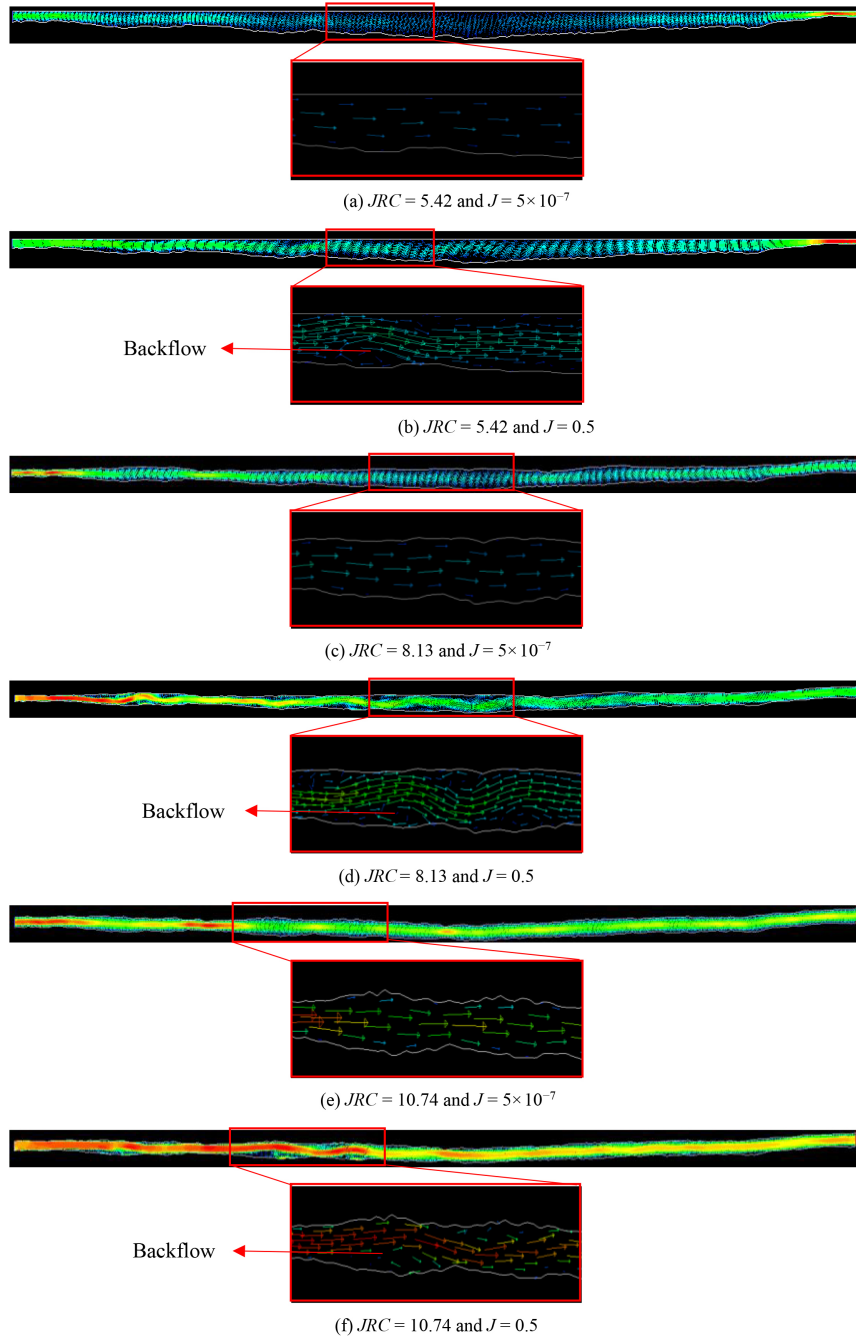 (a) JRC = 5.42 and J = 5×10⁻⁷
Backflow
(b) JRC = 5.42 and J = 0.5
(c) JRC = 8.13 and J = 5×10⁻⁷
Backflow
(d) JRC = 8.13 and J = 0.5
(e) JRC = 10.74 and J = 5×10⁻⁷
Backflow
(f) JRC = 10.74 and J = 0.5